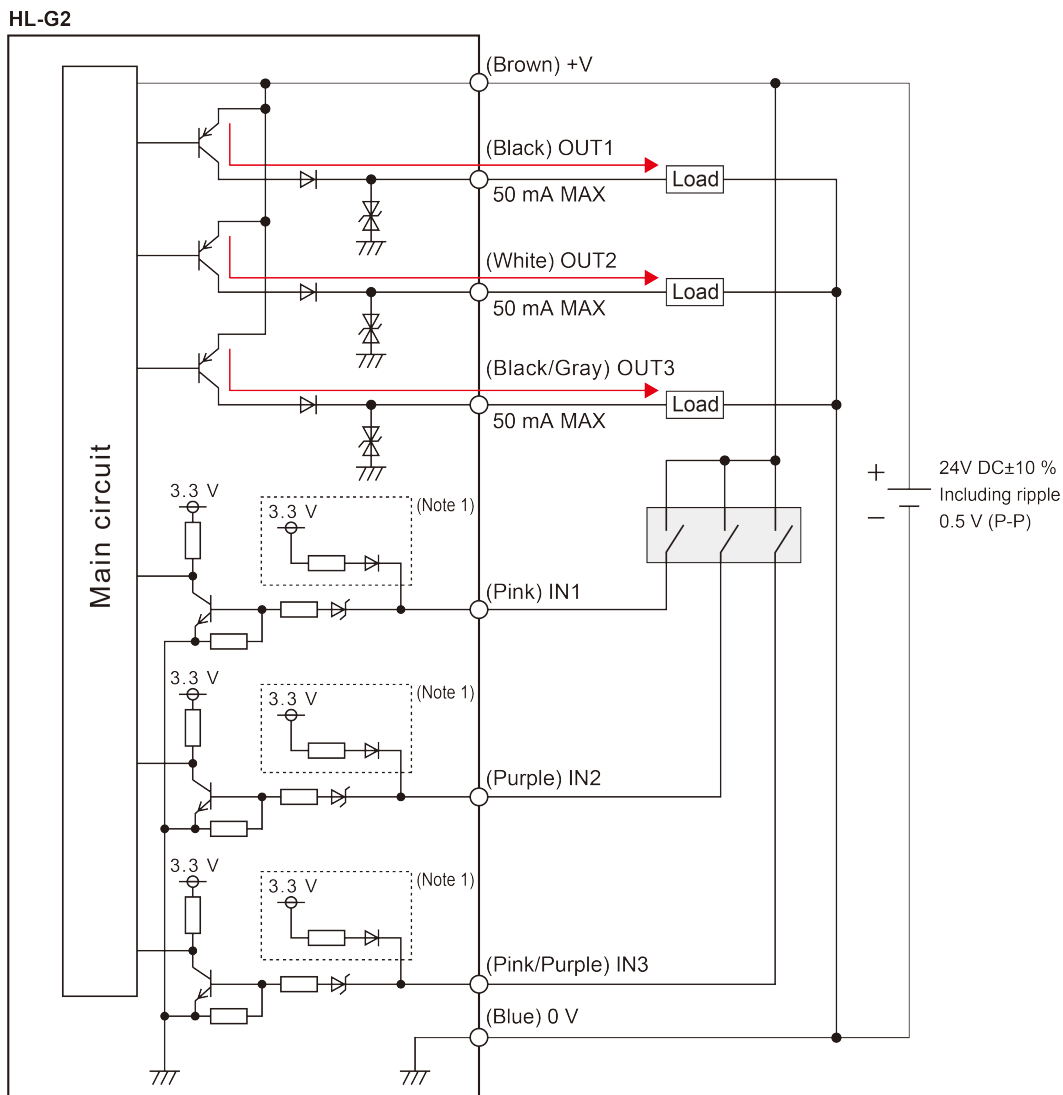 HL-G2
(Brown) +V
(Black) OUT1
Load
50 mA MAX
(White) OUT2
Load
50 mA MAX
(Black/Gray) OUT3
Load
50 mA MAX
Main circuit
24V DC±10 %
Including ripple
0.5 V (P-P)
+
−
3.3 V
3.3 V
(Note 1)
(Pink) IN1
3.3 V
3.3 V
(Note 1)
(Purple) IN2
3.3 V
3.3 V
(Note 1)
(Pink/Purple) IN3
(Blue) 0 V